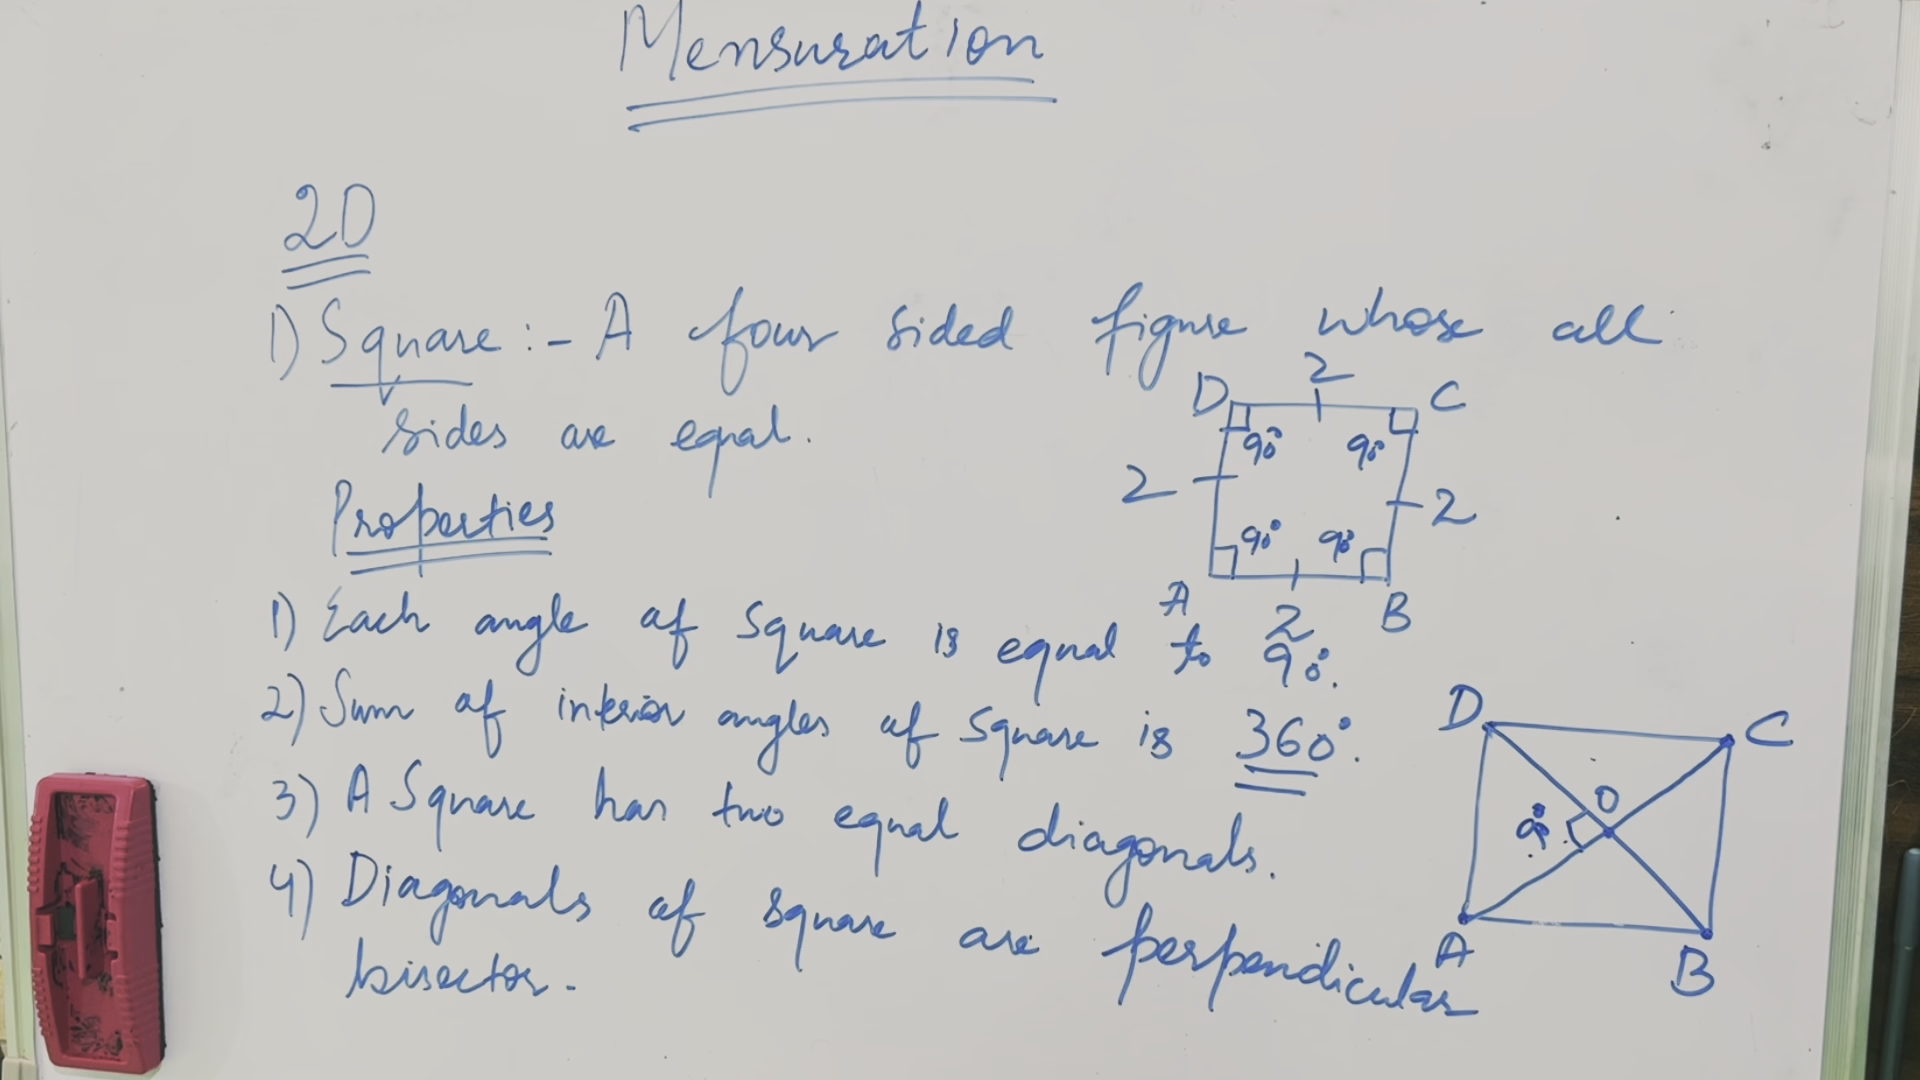 Mensuration
2D
1) Square :- A four sided figure whose all
sides are equal.
Properties
1) Each angle of square is equal to 90°.
2) Sum of interior angles of square is 360°.
3) A Square has two equal diagonals.
4) Diagonals of square are perpendicular
bisector.
D 2 C
90° 90°
2 2
90° 90°
A 2 B
D C
O
90°
A B